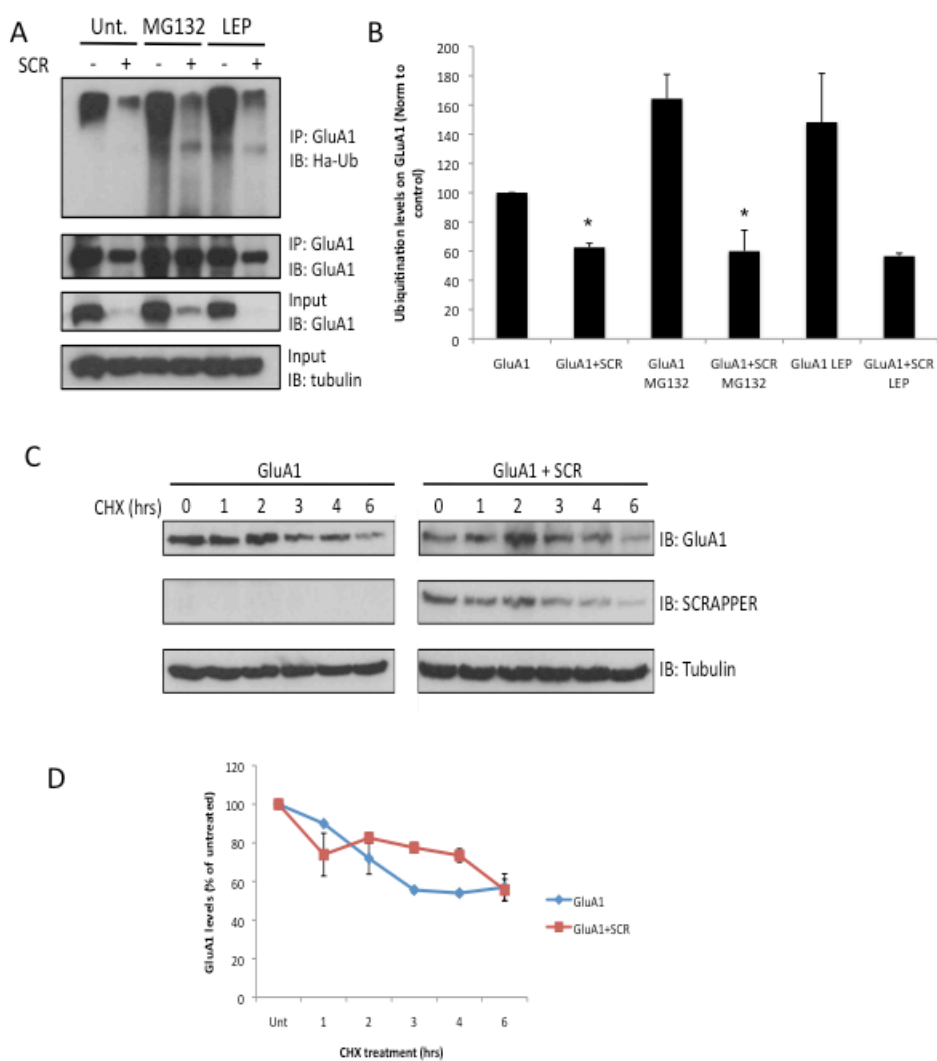 A
Unt. MG132 LEP
SCR - + - + - +
IP: GluA1
IB: Ha-Ub
IP: GluA1
IB: GluA1
Input
IB: GluA1
Input
IB: tubulin
B
Ubiquitination levels on GLuA1 (Norm to control)
200
180
160
140
120
100
80
60
40
20
0
* *
GluA1 GluA1+SCR GluA1 MG132 GluA1+SCR MG132 GluA1 LEP GLuA1+SCR LEP
C
GluA1 GluA1 + SCR
CHX (hrs) 0 1 2 3 4 6 0 1 2 3 4 6
IB: GluA1
IB: SCRAPPER
IB: Tubulin
D
GluA1 levels (% of untreated)
120
100
80
60
40
20
0
Unt 1 2 3 4 6
CHX treatment (hrs)
GluA1
GluA1+SCR